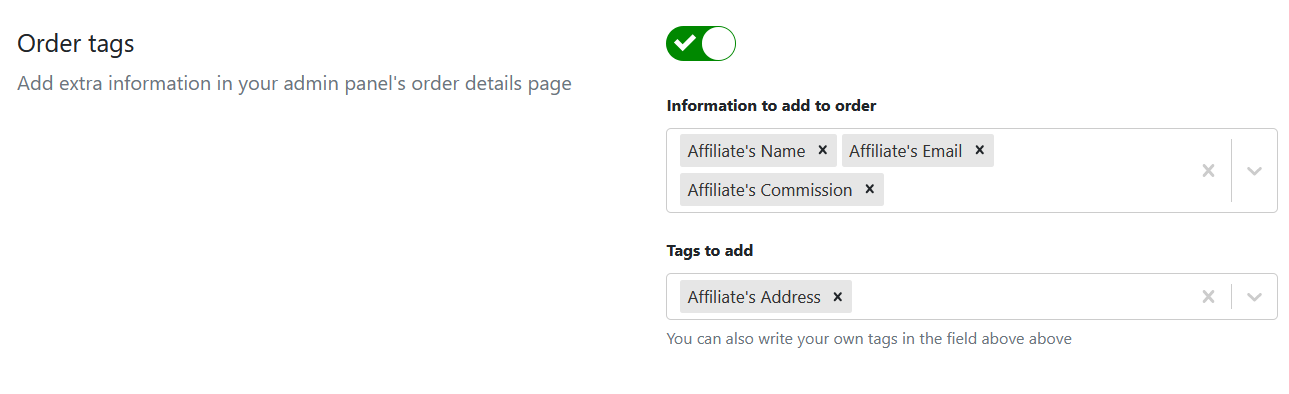 Order tags
Add extra information in your admin panel's order details page
Information to add to order
Affiliate's Name × Affiliate's Email ×
Affiliate's Commission ×
Tags to add
Affiliate's Address ×
You can also write your own tags in the field above above